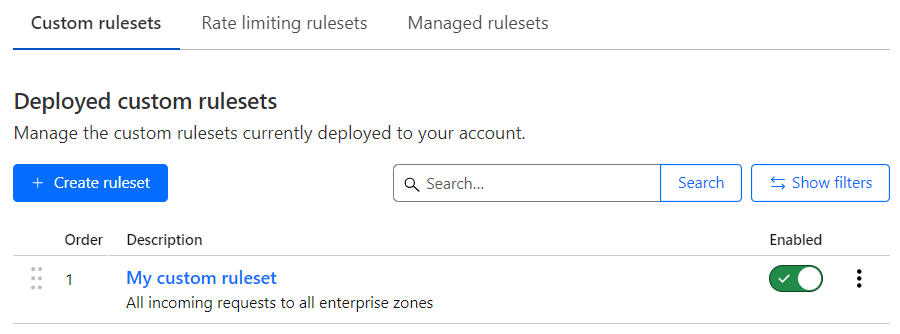 Custom rulesets Rate limiting rulesets Managed rulesets
Deployed custom rulesets
Manage the custom rulesets currently deployed to your account.
+ Create ruleset Search... Search Show filters
Order Description Enabled
1 My custom ruleset
All incoming requests to all enterprise zones